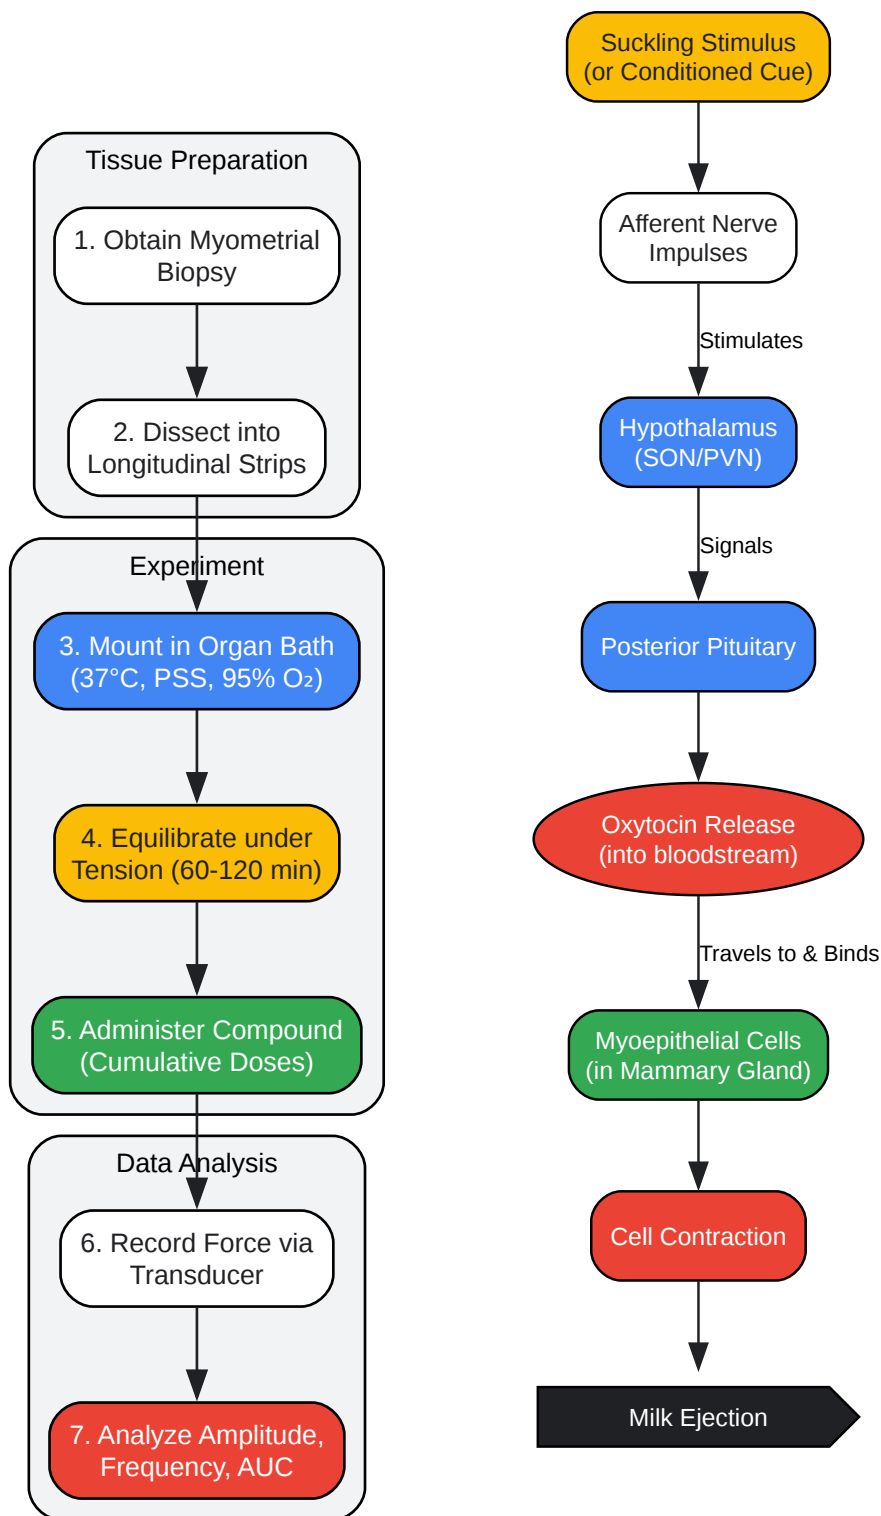 Tissue Preparation
1. Obtain Myometrial
Biopsy
2. Dissect into
Longitudinal Strips
Experiment
3. Mount in Organ Bath
(37°C, PSS, 95% O₂)
4. Equilibrate under
Tension (60-120 min)
5. Administer Compound
(Cumulative Doses)
Data Analysis
6. Record Force via
Transducer
7. Analyze Amplitude,
Frequency, AUC
Suckling Stimulus
(or Conditioned Cue)
Afferent Nerve
Impulses
Stimulates
Hypothalamus
(SON/PVN)
Signals
Posterior Pituitary
Oxytocin Release
(into bloodstream)
Travels to & Binds
Myoepithelial Cells
(in Mammary Gland)
Cell Contraction
Milk Ejection